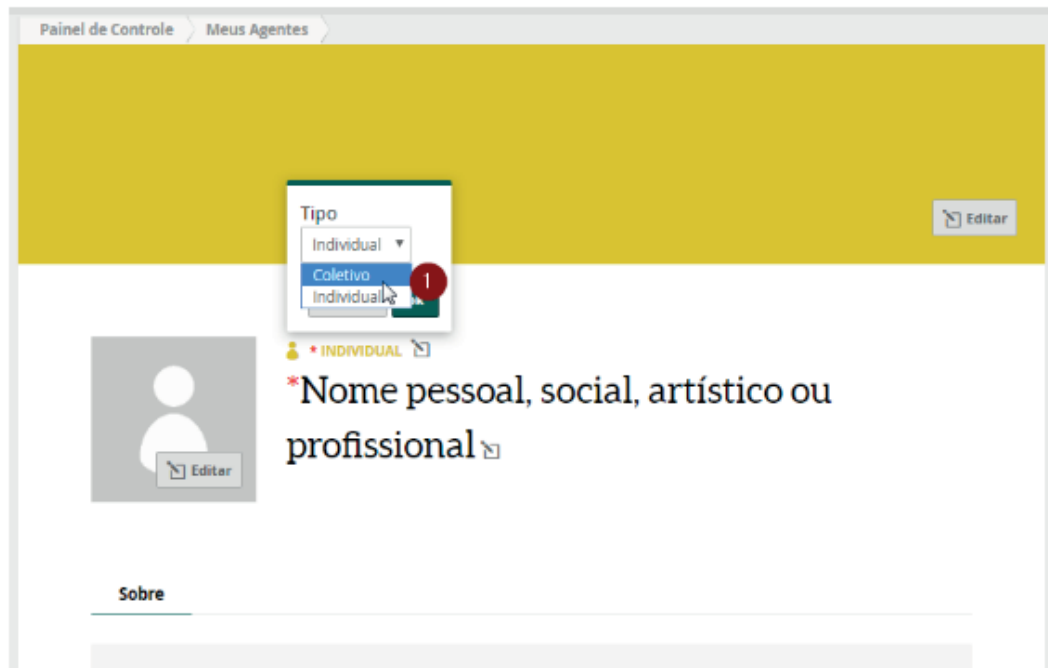 Painel de Controle
Meus Agentes
Tipo
Editar
Individual
Coletivo
1
Individual
* INDIVIDUAL
*Nome pessoal, social, artístico ou
profissional
Editar
Sobre